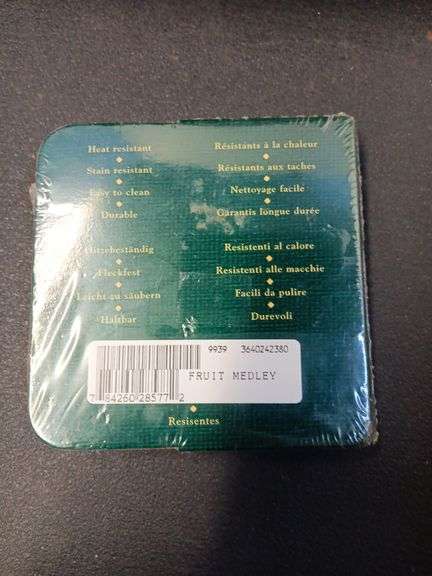 Heat resistant
Stain resistant
Easy to clean
Durable
Résistants à la chaleur
Résistants aux taches
Nettoyage facile
Garantis longue durée
Hitzebeständig
Fleckfest
Leicht zu säubern
Haltbar
Resistenti al calore
Resistenti alle macchie
Facili da pulire
Durevoli
9939 3640242380
FRUIT MEDLEY
7 84260 28577 2
Resisentes